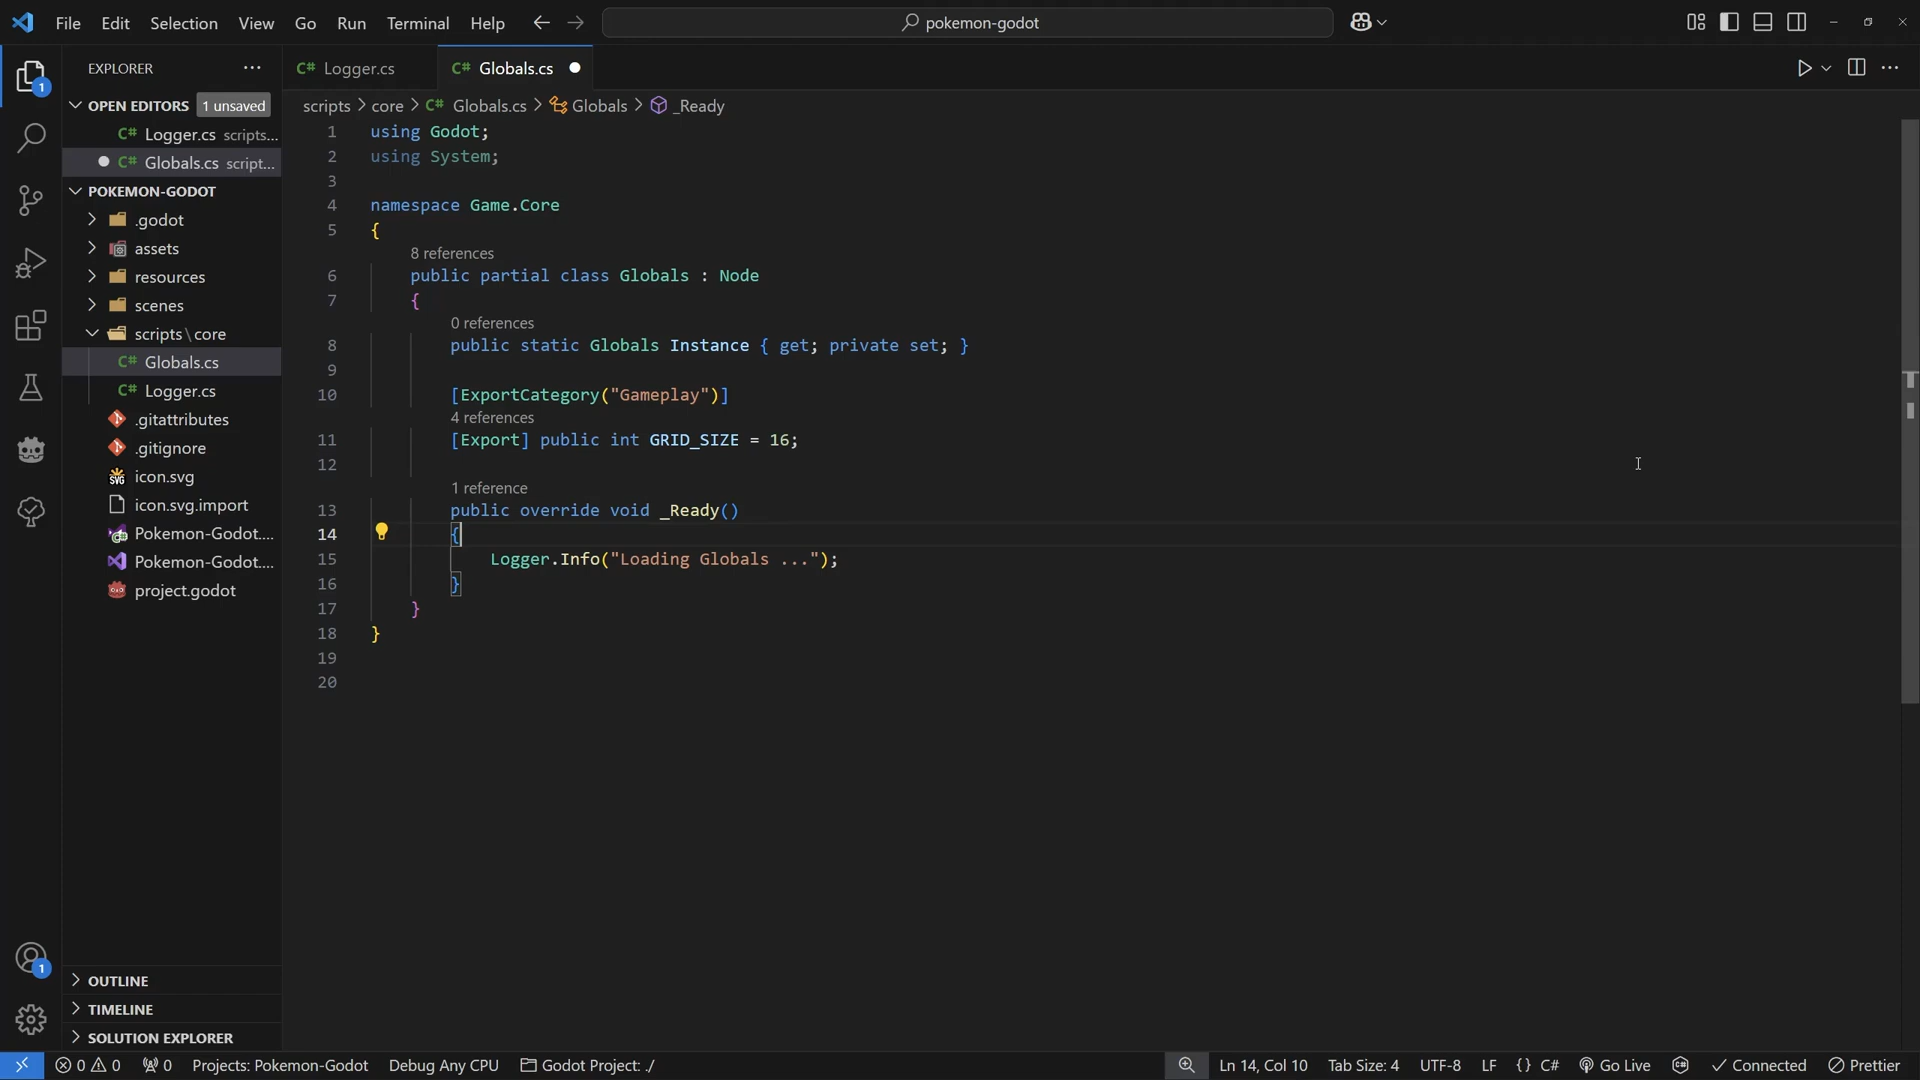 File Edit Selection View Go Run Terminal Help
pokemon-godot
EXPLORER
Logger.cs
Globals.cs
OPEN EDITORS 1 unsaved
Logger.cs scripts...
Globals.cs script...
POKEMON-GODOT
.godot
assets
resources
scenes
scripts\core
Globals.cs
Logger.cs
.gitattributes
.gitignore
icon.svg
icon.svg.import
Pokemon-Godot....
Pokemon-Godot....
project.godot
OUTLINE
TIMELINE
SOLUTION EXPLORER
1
1
scripts > core > Globals.cs > Globals > _Ready
1 using Godot;
2 using System;
3
4 namespace Game.Core
5 {
8 references
6 public partial class Globals : Node
7 {
0 references
8 public static Globals Instance { get; private set; }
9
10 [ExportCategory("Gameplay")]
4 references
11 [Export] public int GRID_SIZE = 16;
12
1 reference
13 public override void _Ready()
14 {
15 Logger.Info("Loading Globals ...");
16 }
17 }
18 }
19
20
0 0 0 Projects: Pokemon-Godot Debug Any CPU Godot Project: ./ Ln 14, Col 10 Tab Size: 4 UTF-8 LF {} C# Go Live Connected Prettier